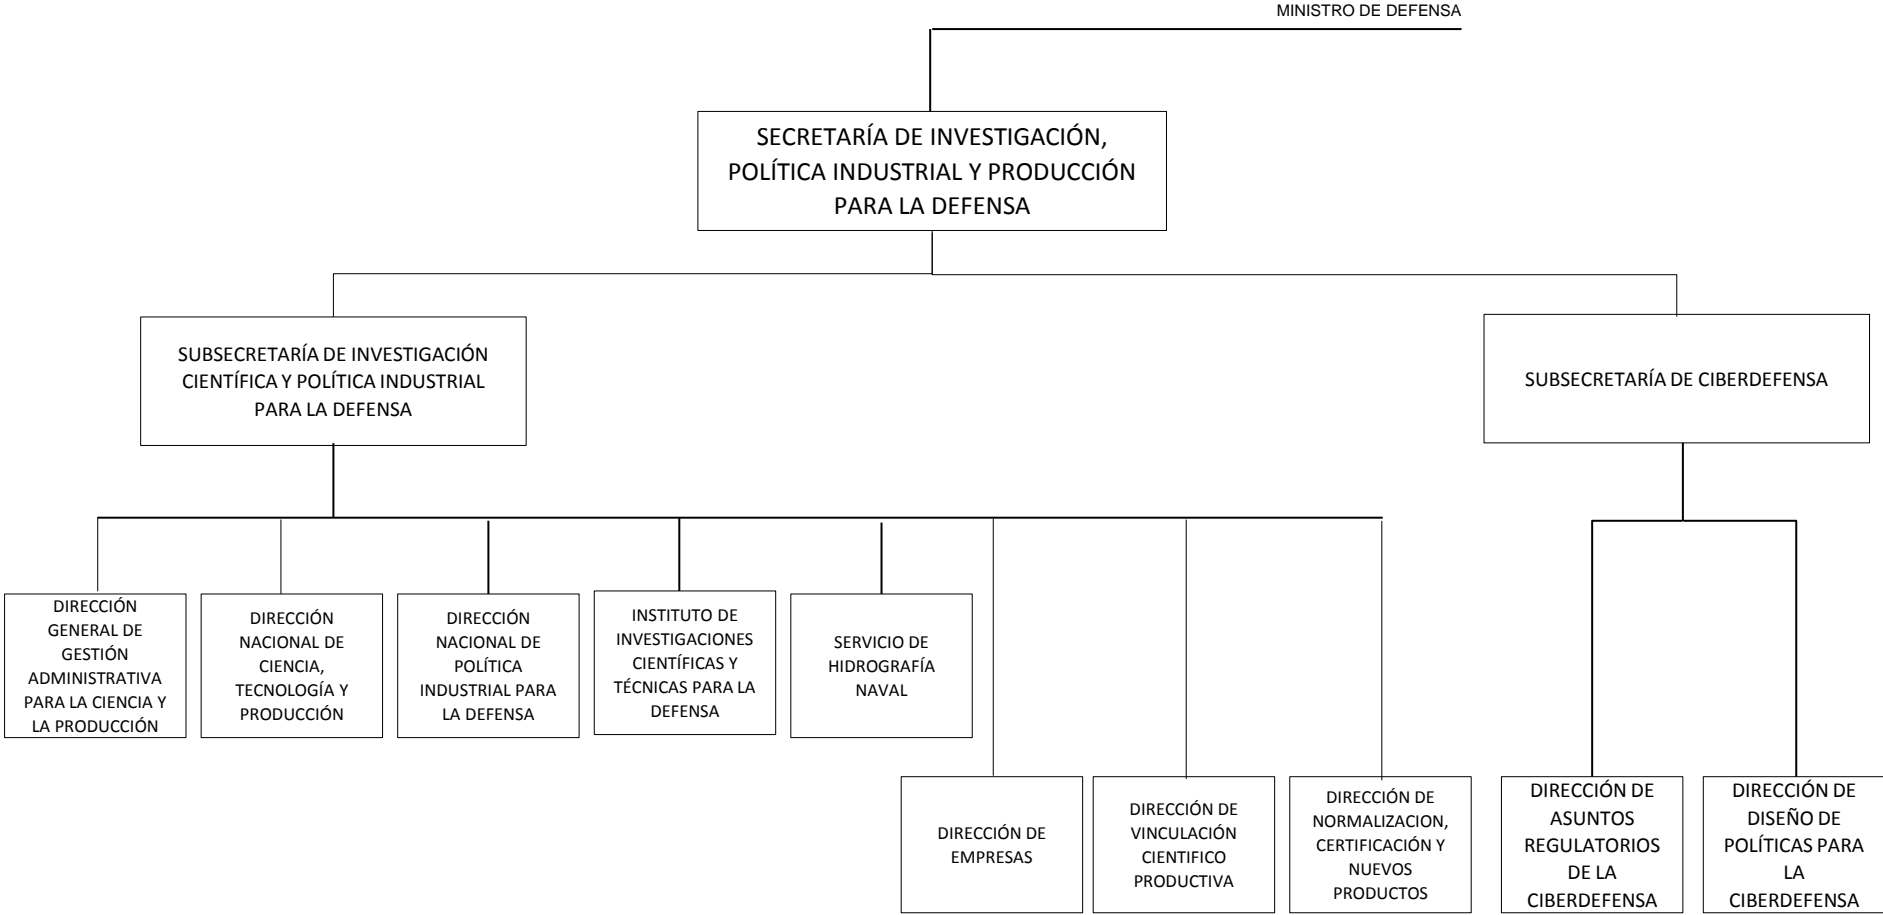 MINISTRO DE DEFENSA
SECRETARÍA DE INVESTIGACIÓN,
POLÍTICA INDUSTRIAL Y PRODUCCIÓN
PARA LA DEFENSA
SUBSECRETARÍA DE INVESTIGACIÓN
CIENTÍFICA Y POLÍTICA INDUSTRIAL
PARA LA DEFENSA
SUBSECRETARÍA DE CIBERDEFENSA
DIRECCIÓN
GENERAL DE
GESTIÓN
ADMINISTRATIVA
PARA LA CIENCIA Y
LA PRODUCCIÓN
DIRECCIÓN
NACIONAL DE
CIENCIA,
TECNOLOGÍA Y
PRODUCCIÓN
DIRECCIÓN
NACIONAL DE
POLÍTICA
INDUSTRIAL PARA
LA DEFENSA
INSTITUTO DE
INVESTIGACIONES
CIENTÍFICAS Y
TÉCNICAS PARA LA
DEFENSA
SERVICIO DE
HIDROGRAFÍA
NAVAL
DIRECCIÓN DE
EMPRESAS
DIRECCIÓN DE
VINCULACIÓN
CIENTIFICO
PRODUCTIVA
DIRECCIÓN DE
NORMALIZACION,
CERTIFICACIÓN Y
NUEVOS
PRODUCTOS
DIRECCIÓN DE
ASUNTOS
REGULATORIOS
DE LA
CIBERDEFENSA
DIRECCIÓN DE
DISEÑO DE
POLÍTICAS PARA
LA
CIBERDEFENSA